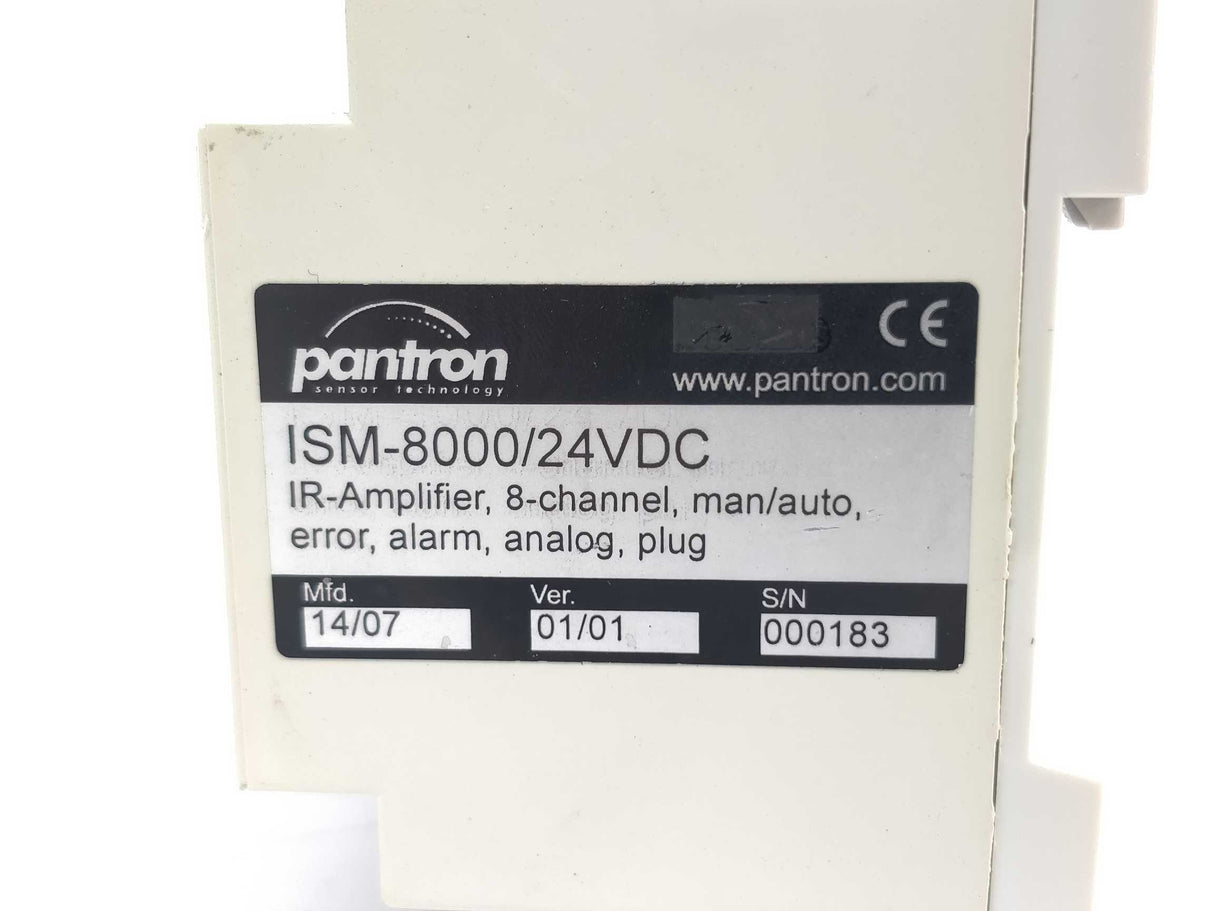 pantron
sensor technology
CE
www.pantron.com
ISM-8000/24VDC
IR-Amplifier, 8-channel, man/auto,
error, alarm, analog, plug
Mfd. Ver. S/N
14/07 01/01 000183